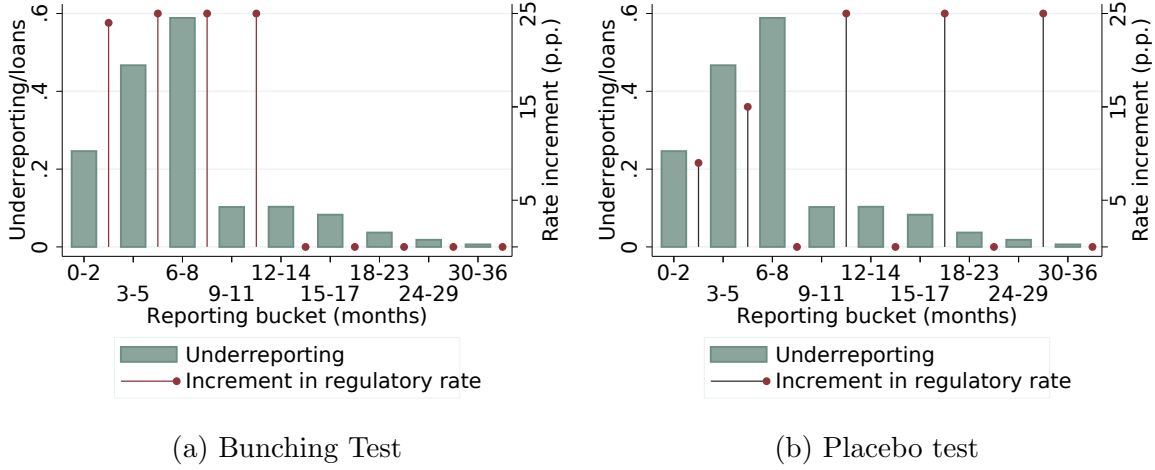 Underreporting/loans
0 .2 .4 .6
5 15 25
Rate increment (p.p.)
0-2 6-8 12-14 18-23 30-36
3-5 9-11 15-17 24-29
Reporting bucket (months)
Underreporting
Increment in regulatory rate
(a) Bunching Test
Underreporting/loans
0 .2 .4 .6
5 15 25
Rate increment (p.p.)
0-2 6-8 12-14 18-23 30-36
3-5 9-11 15-17 24-29
Reporting bucket (months)
Underreporting
Increment in regulatory rate
(b) Placebo test